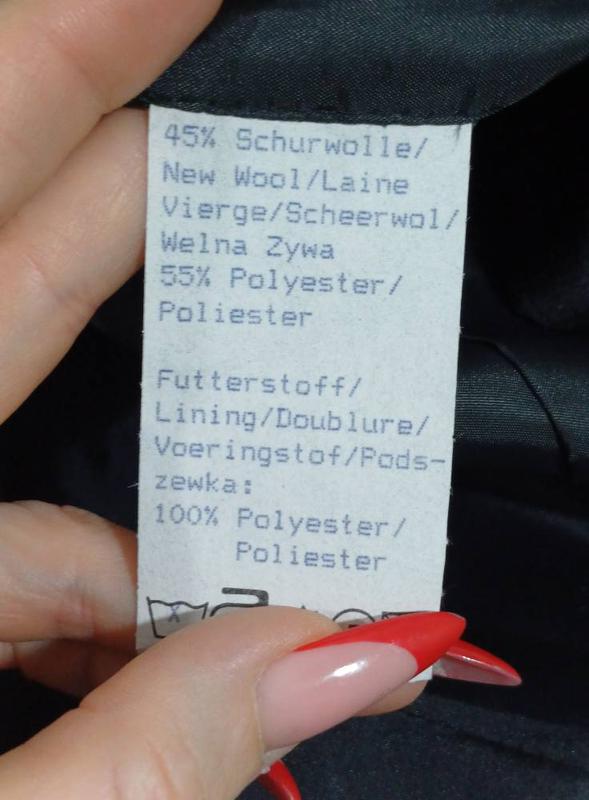 45% Schurwolle/
New Wool/Laine
Vierge/Scheerwol/
Welna Zywa
55% Polyester/
Poliester
Futterstoff/
Lining/Doublure/
Voeringstof/Pods-
zewka:
100% Polyester/
Poliester